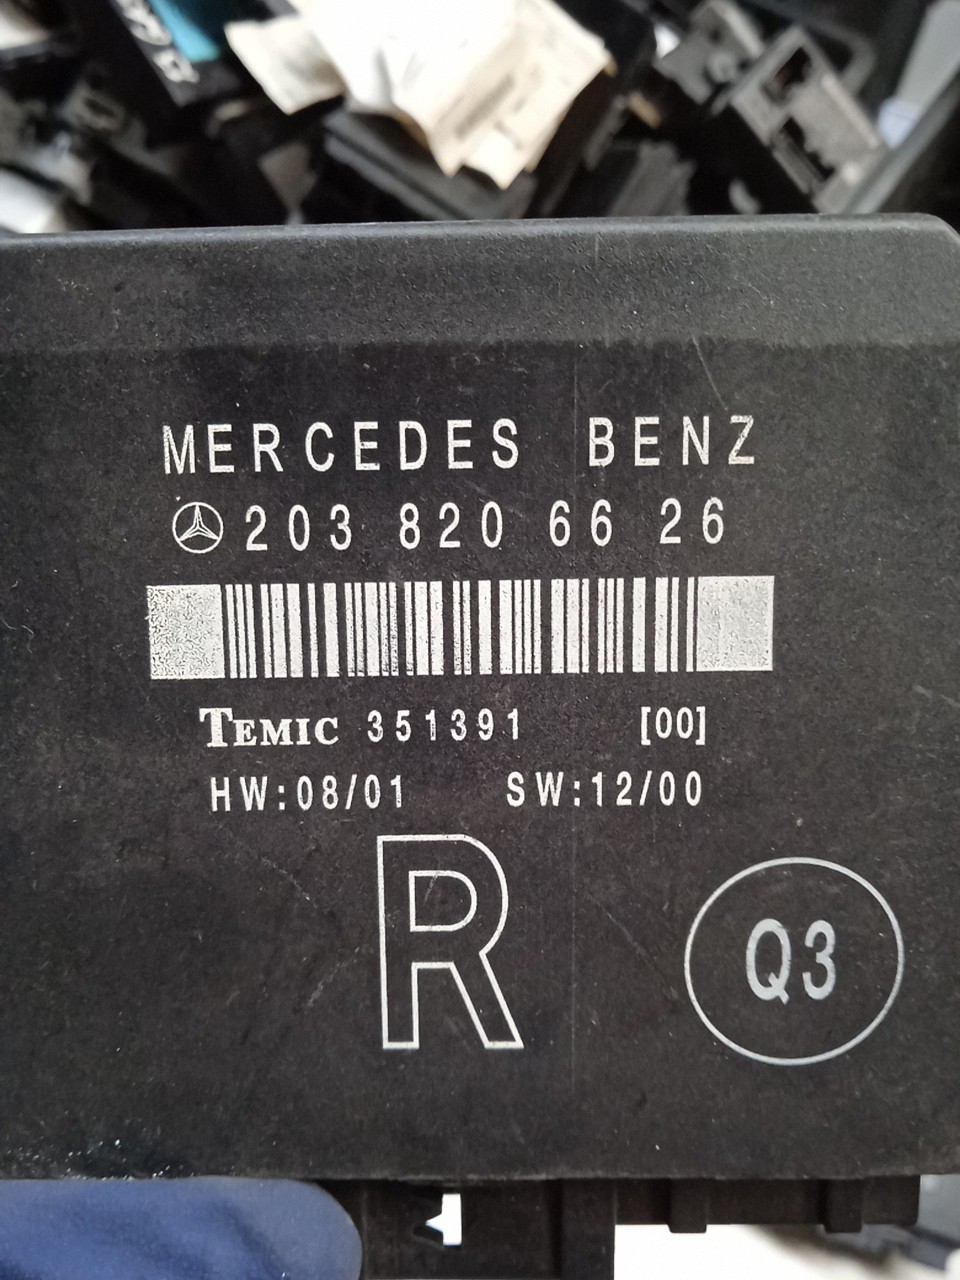 MERCEDES BENZ
203 820 66 26
TEMIC 351391 [00]
HW:08/01 SW:12/00
R
Q3